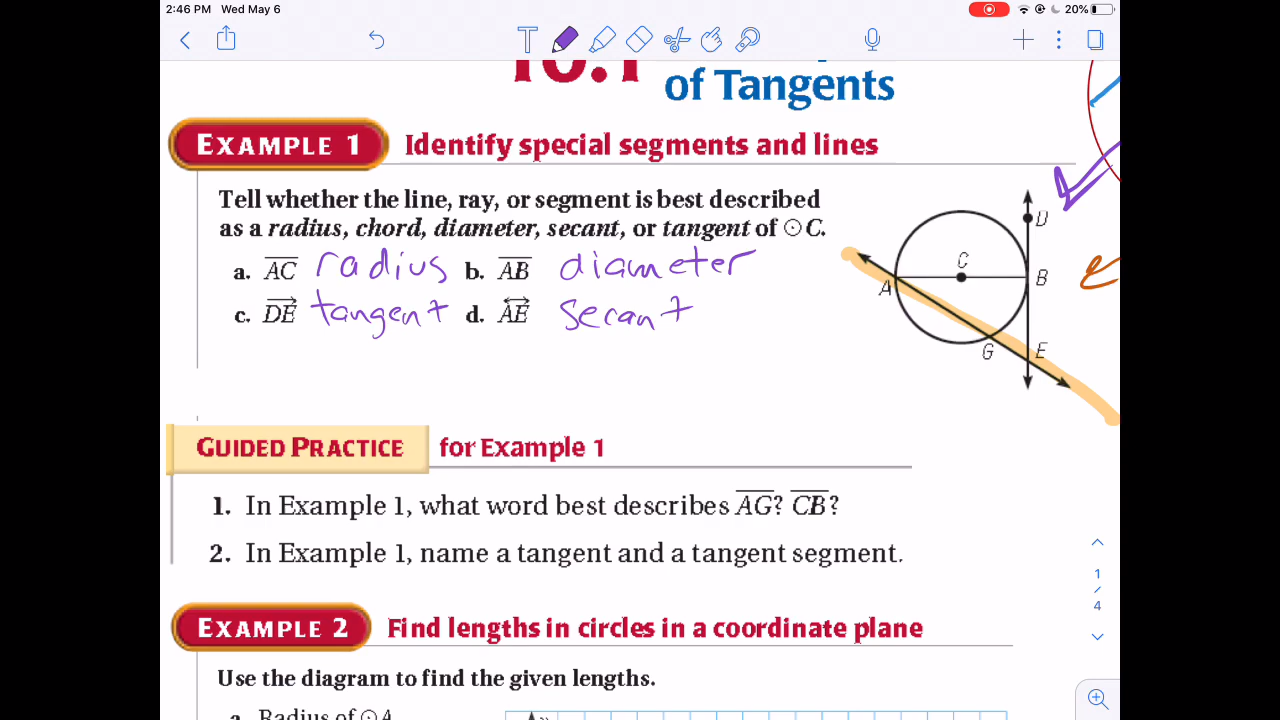 2:46 PM Wed May 6 20%
of Tangents
EXAMPLE 1 Identify special segments and lines
Tell whether the line, ray, or segment is best described
as a radius, chord, diameter, secant, or tangent of ⊙C.
a. AC radius b. AB diameter
c. DE tangent d. AE secant
D
C
B
A
G
E
GUIDED PRACTICE for Example 1
1. In Example 1, what word best describes AG? CB?
2. In Example 1, name a tangent and a tangent segment.
1
/
4
EXAMPLE 2 Find lengths in circles in a coordinate plane
Use the diagram to find the given lengths.
a. Radius of ⊙A